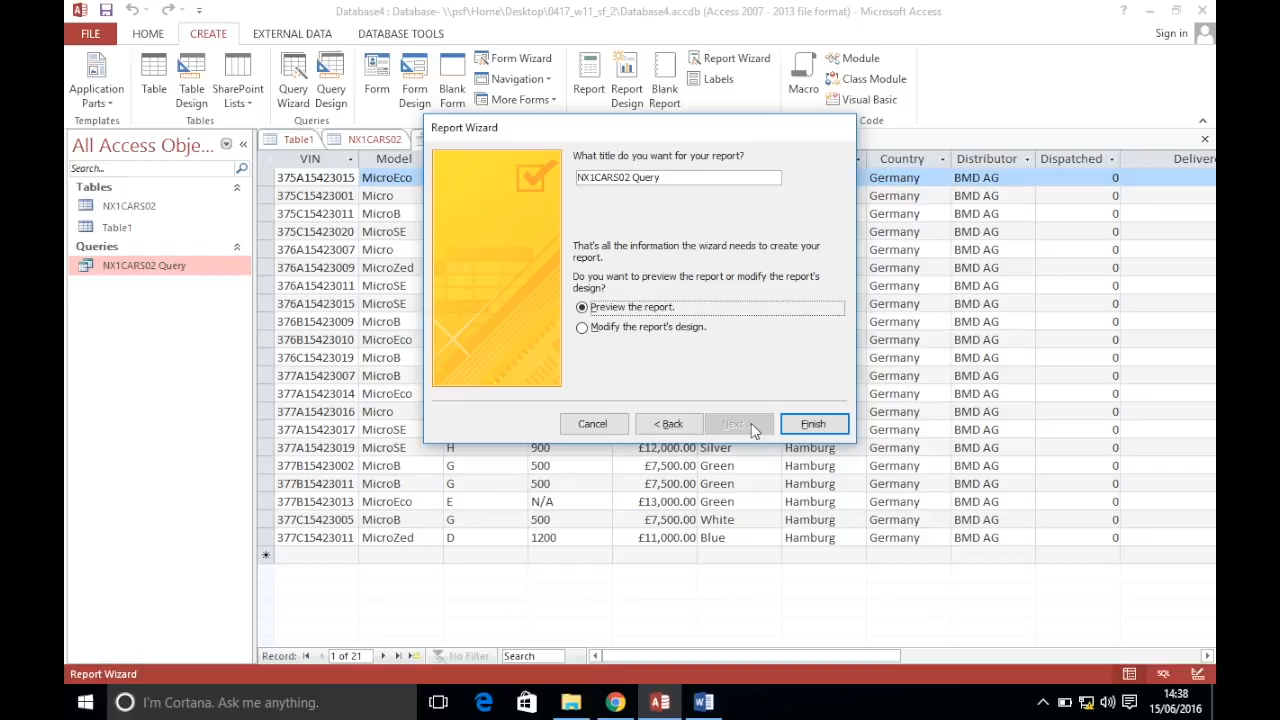 Database4 : Database- \\psf\Home\Desktop\0417_w11_sf_2\Database4.accdb (Access 2007 - 2013 file format) - Microsoft Access
FILE HOME CREATE EXTERNAL DATA DATABASE TOOLS Sign in
Application Parts Table Table Design SharePoint Lists Query Wizard Query Design Form Form Design Blank Form Form Wizard Navigation More Forms Report Report Design Blank Report Report Wizard Labels Macro Module Class Module Visual Basic
Templates Tables Queries Code
All Access Obje...
Search...
Tables
NX1CARS02
Table1
Queries
NX1CARS02 Query
Table1 NX1CARS02
VIN Model Country Distributor Dispatched Delivere
375A15423015 MicroEco Germany BMD AG 0
375C15423001 Micro Germany BMD AG 0
375C15423011 MicroB Germany BMD AG 0
375C15423020 MicroSE Germany BMD AG 0
376A15423007 Micro Germany BMD AG 0
376A15423009 MicroZed Germany BMD AG 0
376A15423011 MicroSE Germany BMD AG 0
376A15423015 MicroSE Germany BMD AG 0
376B15423009 MicroB Germany BMD AG 0
376B15423010 MicroEco Germany BMD AG 0
376C15423019 MicroB Germany BMD AG 0
377A15423007 MicroB Germany BMD AG 0
377A15423014 MicroEco Germany BMD AG 0
377A15423016 Micro Germany BMD AG 0
377A15423017 MicroSE Germany BMD AG 0
377A15423019 MicroSE H 900 £12,000.00 Silver Hamburg Germany BMD AG 0
377B15423002 MicroB G 500 £7,500.00 Green Hamburg Germany BMD AG 0
377B15423011 MicroB G 500 £7,500.00 Green Hamburg Germany BMD AG 0
377B15423013 MicroEco E N/A £13,000.00 Green Hamburg Germany BMD AG 0
377C15423005 MicroB G 500 £7,500.00 White Hamburg Germany BMD AG 0
377C15423011 MicroZed D 1200 £11,000.00 Blue Hamburg Germany BMD AG 0
Report Wizard
What title do you want for your report?
NX1CARS02 Query
That's all the information the wizard needs to create your
report.
Do you want to preview the report or modify the report's
design?
Preview the report.
Modify the report's design.
Cancel < Back Next Finish
Record: 1 of 21 No Filter Search
Report Wizard SQL
I'm Cortana. Ask me anything.
14:38
15/06/2016